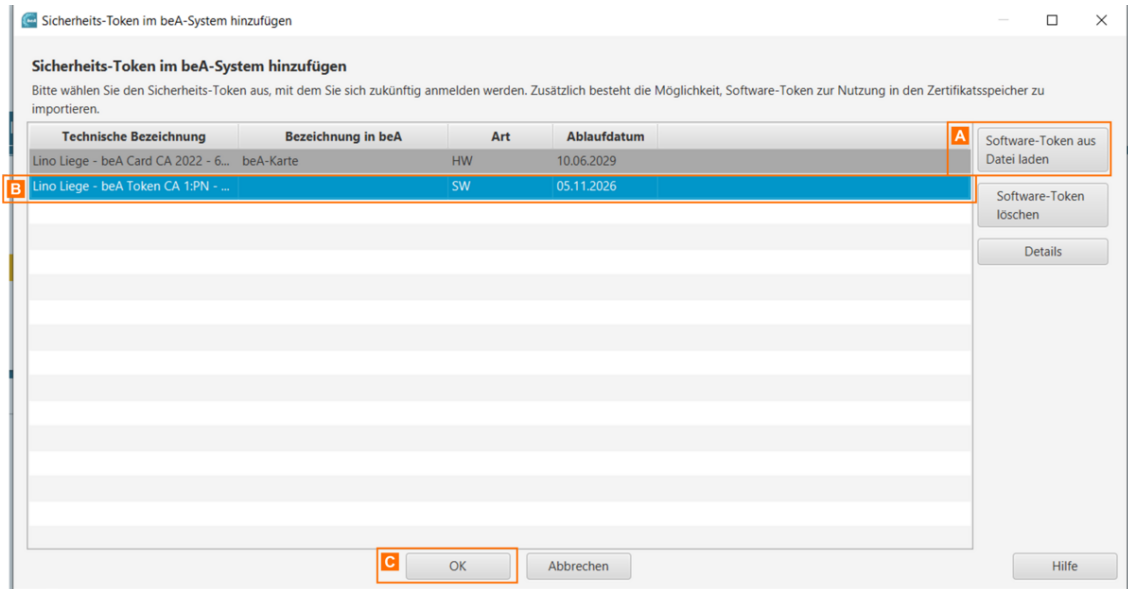 Sicherheits-Token im beA-System hinzufügen
Sicherheits-Token im beA-System hinzufügen
Bitte wählen Sie den Sicherheits-Token aus, mit dem Sie sich zukünftig anmelden werden. Zusätzlich besteht die Möglichkeit, Software-Token zur Nutzung in den Zertifikatsspeicher zu
importieren.
Technische Bezeichnung Bezeichnung in beA Art Ablaufdatum
Lino Liege - beA Card CA 2022 - 6... beA-Karte HW 10.06.2029
B Lino Liege - beA Token CA 1:PN - ... SW 05.11.2026
A Software-Token aus
Datei laden
Software-Token
löschen
Details
C OK Abbrechen Hilfe